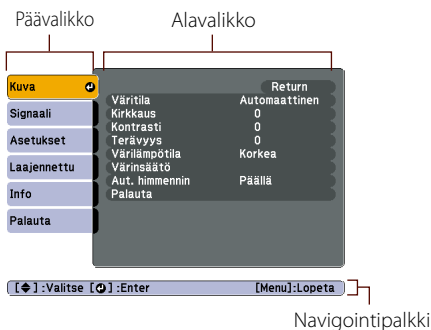 Päävalikko Alavalikko
Kuva
Signaali
Asetukset
Laajennettu
Info
Palauta
Return
Väritila Automaattinen
Kirkkaus 0
Kontrasti 0
Terävyys 0
Värilämpötila Korkea
Värinsäätö
Aut. himmennin Päällä
Palauta
[ ] :Valitse [ ] :Enter [Menu]:Lopeta
Navigointipalkki